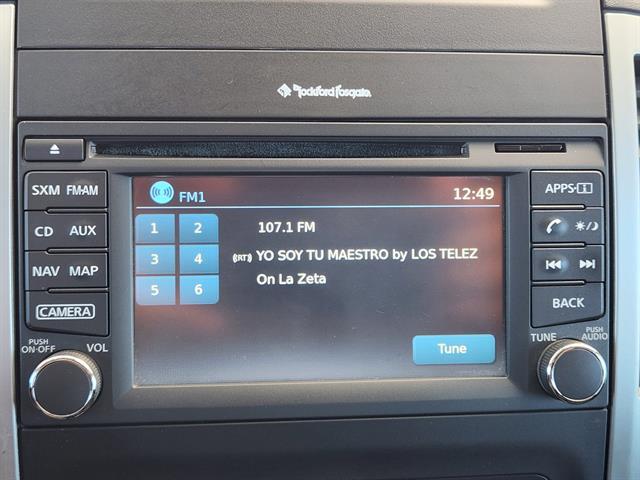 Rockford Fosgate
SXM FM-AM
CD AUX
NAV MAP
CAMERA
PUSH
ON-OFF
VOL
FM1
12:49
1 2
3 4
5 6
107.1 FM
(RT) YO SOY TU MAESTRO by LOS TELEZ
On La Zeta
Tune
APPS-i
BACK
TUNE
PUSH
AUDIO